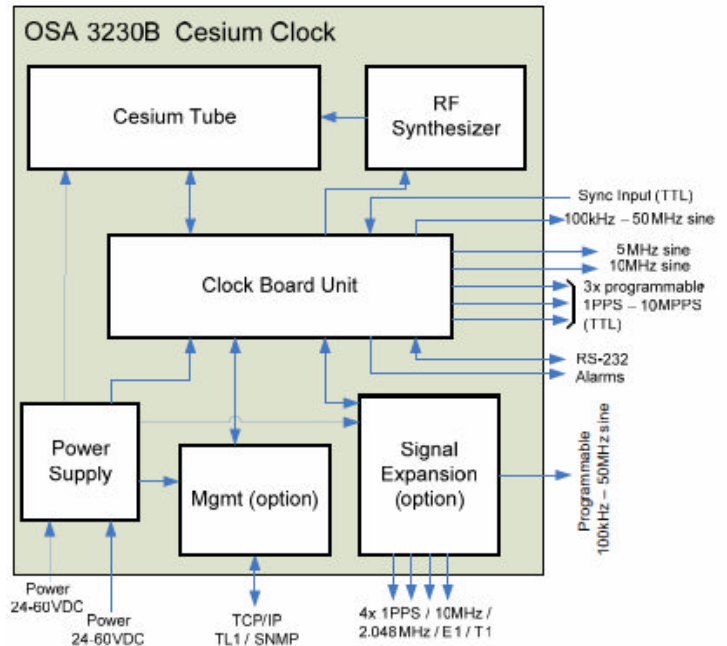 OSA 3230B Cesium Clock
Cesium Tube
RF
Synthesizer
Sync Input (TTL)
100kHz – 50MHz sine
5MHz sine
10MHz sine
Clock Board Unit
3x programmable
1PPS – 10MPPS
(TTL)
RS-232
Alarms
Power
Supply
Mgmt (option)
Signal
Expansion
(option)
Programmable
100kHz – 50MHz sine
Power
24-60VDC
Power
24-60VDC
TCP/IP
TL1 / SNMP
4x 1PPS / 10MHz /
2.048MHz / E1 / T1